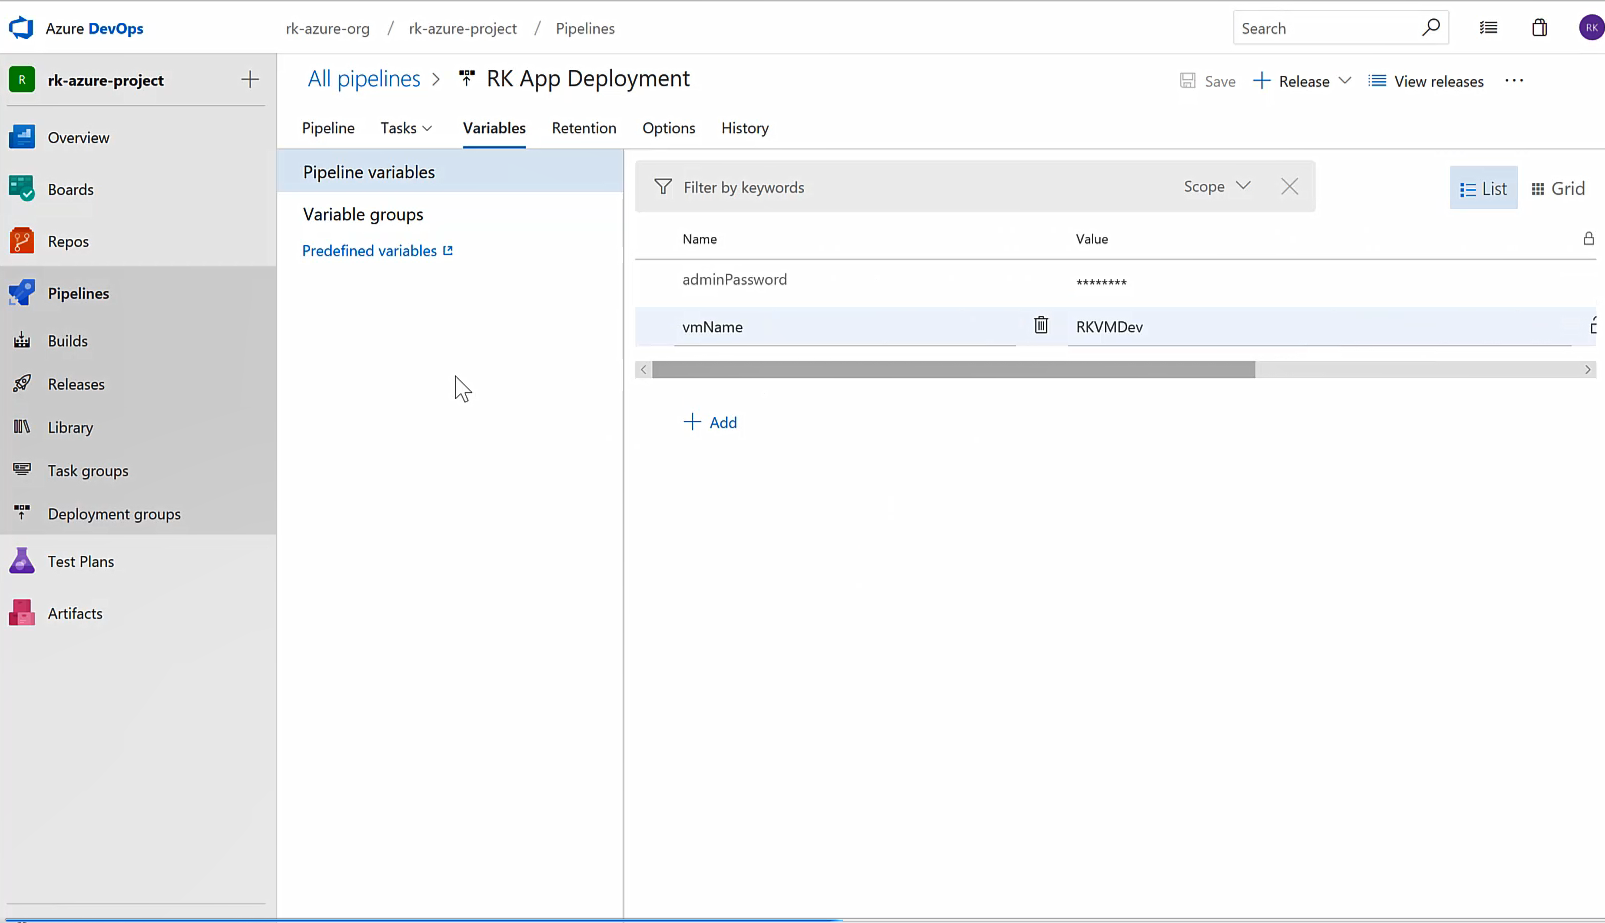 Azure DevOps
rk-azure-org / rk-azure-project / Pipelines
Search
RK
R
rk-azure-project
Overview
Boards
Repos
Pipelines
Builds
Releases
Library
Task groups
Deployment groups
Test Plans
Artifacts
All pipelines > RK App Deployment
Save
Release
View releases
Pipeline Tasks Variables Retention Options History
Pipeline variables
Variable groups
Predefined variables
Filter by keywords
Scope
List
Grid
Name Value
adminPassword ********
vmName RKVMDev
Add